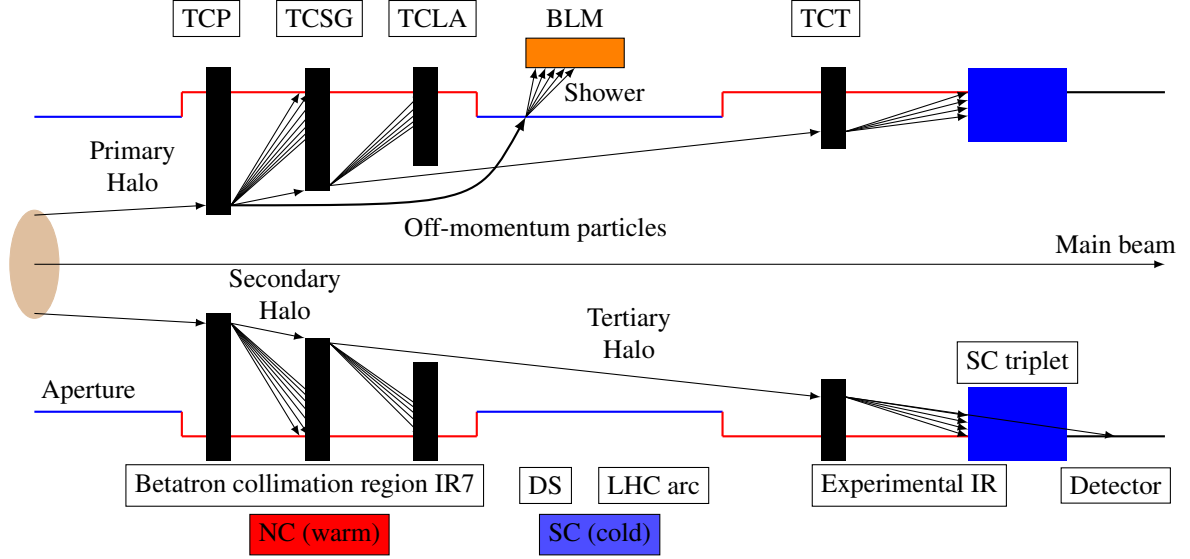 TCP
TCSG
TCLA
BLM
TCT
Shower
Primary
Halo
Off-momentum particles
Main beam
Secondary
Halo
Tertiary
Halo
SC triplet
Aperture
Betatron collimation region IR7
DS
LHC arc
Experimental IR
Detector
NC (warm)
SC (cold)